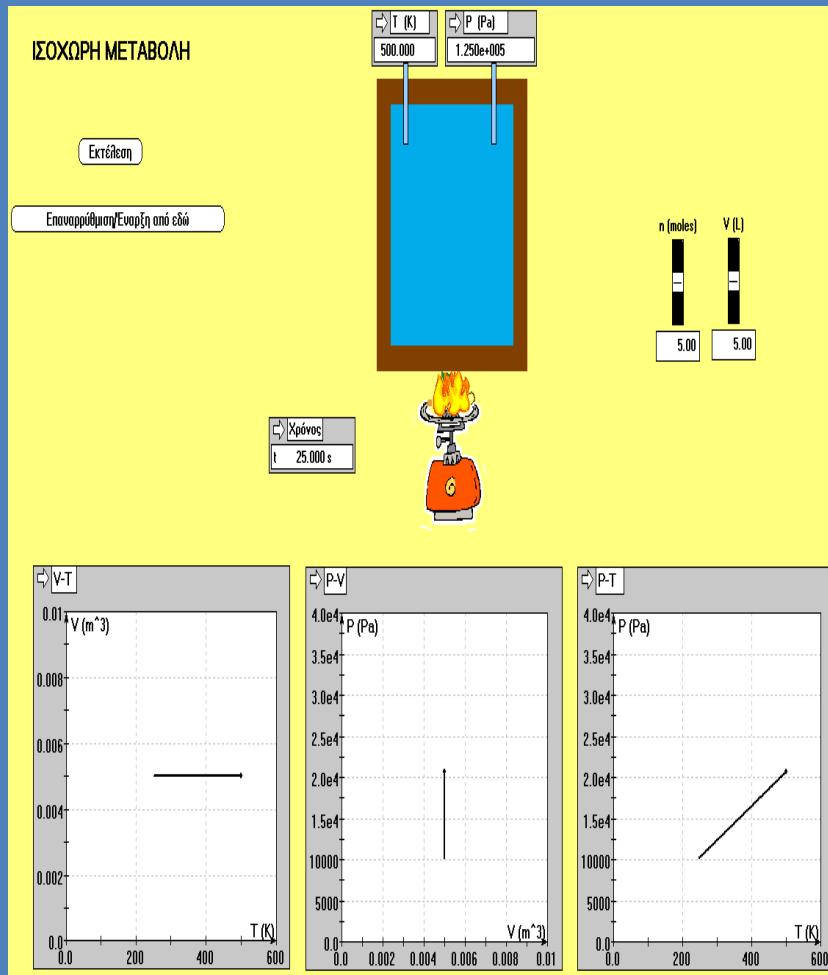 ΙΣΟΧΩΡΗ ΜΕΤΑΒΟΛΗ
T (K)
P (Pa)
500.000
1.250e+005
Εκτέλεση
Επαναρρύθμιση/Έναρξη από εδώ
n (moles)
V (L)
5.00
5.00
Χρόνος
t 25.000 s
V-T
V (m^3)
0.01
0.008
0.006
0.004
0.002
0.0
T (K)
0.0 200 400 600
P-V
P (Pa)
4.0e4
3.5e4
3.0e4
2.5e4
2.0e4
1.5e4
10000
5000
0.0
V (m^3)
0.0 0.002 0.004 0.006 0.008 0.01
P-T
P (Pa)
4.0e4
3.5e4
3.0e4
2.5e4
2.0e4
1.5e4
10000
5000
0.0
T (K)
0.0 200 400 600